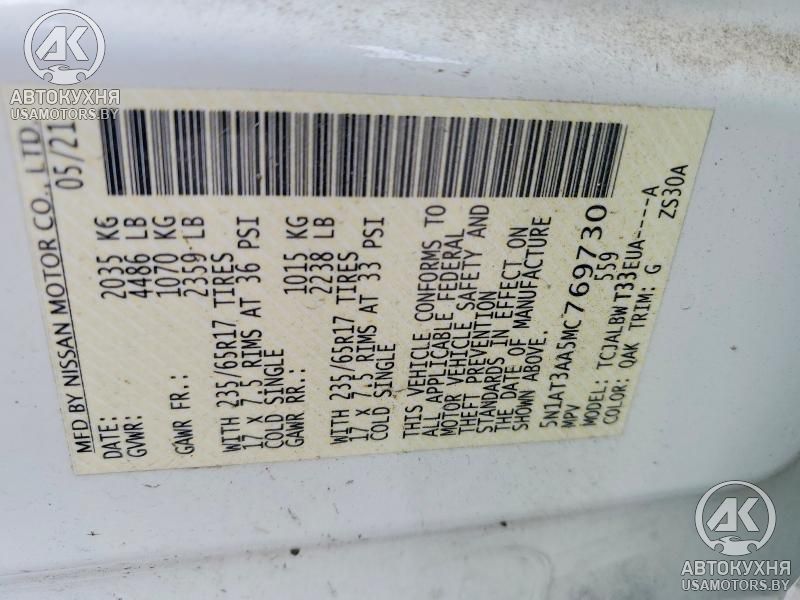 AK
АВТОКУХНЯ
USAMOTORS.BY
MFD BY NISSAN MOTOR CO., LTD
DATE: 05/21
GVWR: 2035 KG
4486 LB
GAWR FR.: 1070 KG
2359 LB
WITH 235/65R17 TIRES
17 X 7.5 RIMS AT 36 PSI
COLD SINGLE
GAWR RR.: 1015 KG
2238 LB
WITH 235/65R17 TIRES
17 X 7.5 RIMS AT 33 PSI
COLD SINGLE
THIS VEHICLE CONFORMS TO
ALL APPLICABLE FEDERAL
MOTOR VEHICLE SAFETY AND
THEFT PREVENTION
STANDARDS IN EFFECT ON
THE DATE OF MANUFACTURE
SHOWN ABOVE.
5N1AT3AA5MC769730
MPV 559
MODEL: TCJALBWT33EUA----A
COLOR: QAK TRIM: G ZS30A
AK
АВТОКУХНЯ
USAMOTORS.BY